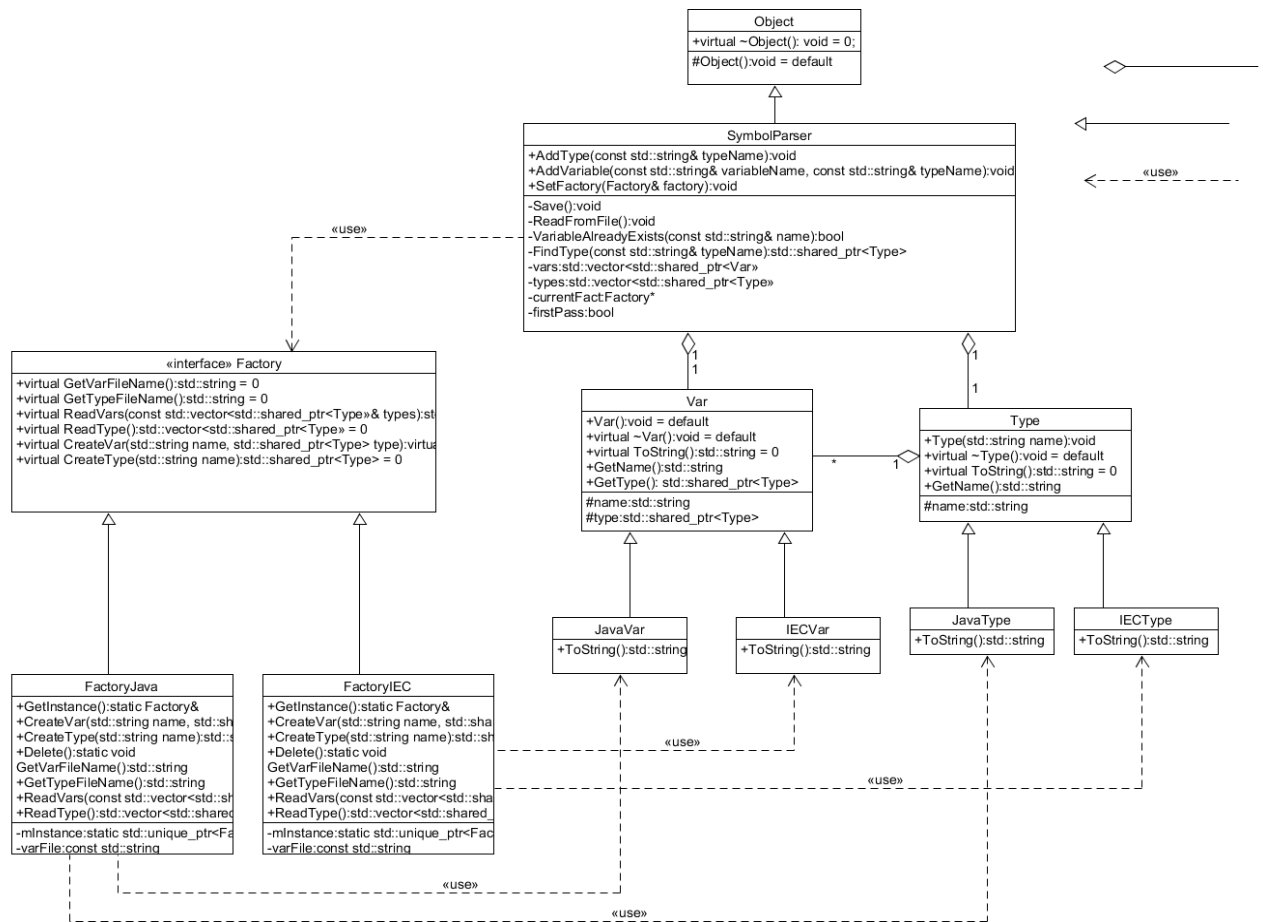 Object
+virtual ~Object(): void = 0;
#Object():void = default
SymbolParser
+AddType(const std::string& typeName):void
+AddVariable(const std::string& variableName, const std::string& typeName):void
+SetFactory(Factory& factory):void
-Save():void
-ReadFromFile():void
-VariableAlreadyExists(const std::string& name):bool
-FindType(const std::string& typeName):std::shared_ptr<Type>
-vars:std::vector<std::shared_ptr<Var»
-types:std::vector<std::shared_ptr<Type»
-currentFact:Factory*
-firstPass:bool
«use»
«use»
«interface» Factory
+virtual GetVarFileName():std::string = 0
+virtual GetTypeFileName():std::string = 0
+virtual ReadVars(const std::vector<std::shared_ptr<Type»& types):st
+virtual ReadType():std::vector<std::shared_ptr<Type» = 0
+virtual CreateVar(std::string name, std::shared_ptr<Type> type):virtua
+virtual CreateType(std::string name):std::shared_ptr<Type> = 0
1
1
1
1
Var
+Var():void = default
+virtual ~Var():void = default
+virtual ToString():std::string = 0
+GetName():std::string
+GetType(): std::shared_ptr<Type>
#name:std::string
#type:std::shared_ptr<Type>
*
1
Type
+Type(std::string name):void
+virtual ~Type():void = default
+virtual ToString():std::string = 0
+GetName():std::string
#name:std::string
JavaVar
+ToString():std::string
IECVar
+ToString():std::string
JavaType
+ToString():std::string
IECType
+ToString():std::string
FactoryJava
+GetInstance():static Factory&
+CreateVar(std::string name, std::sh
+CreateType(std::string name):std::s
+Delete():static void
GetVarFileName():std::string
+GetTypeFileName():std::string
+ReadVars(const std::vector<std::sh
+ReadType():std::vector<std::shared
-mInstance:static std::unique_ptr<Fa
-varFile:const std::string
FactoryIEC
+GetInstance():static Factory&
+CreateVar(std::string name, std::sha
+CreateType(std::string name):std::sh
+Delete():static void
GetVarFileName():std::string
+GetTypeFileName():std::string
+ReadVars(const std::vector<std::sha
+ReadType():std::vector<std::shared_
-mInstance:static std::unique_ptr<Fac
-varFile:const std::string
«use»
«use»
«use»
«use»